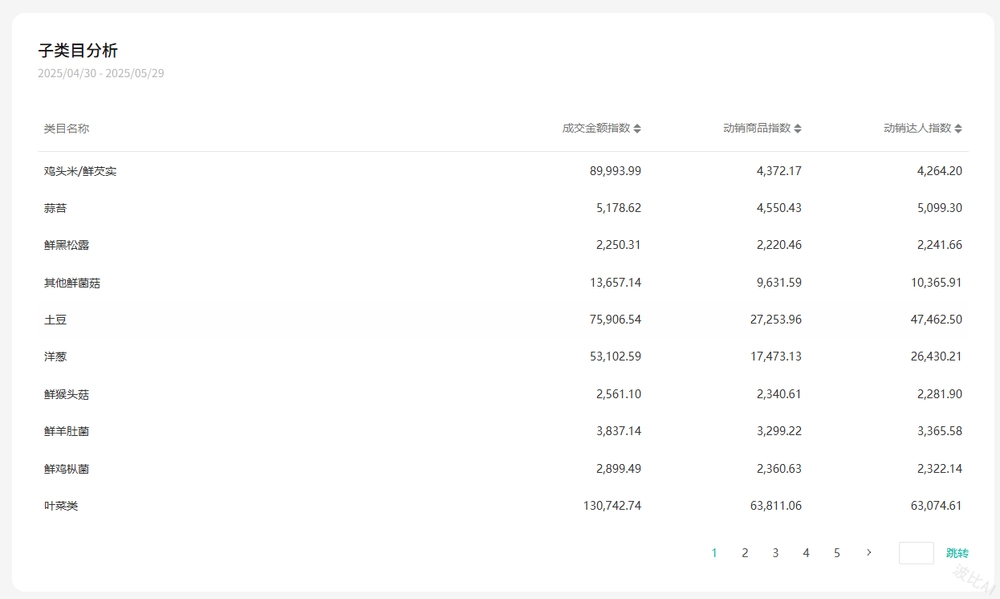 子类目分析
2025/04/30 - 2025/05/29
类目名称 成交金额指数 动销商品指数 动销达人指数
鸡头米/鲜芡实 89,993.99 4,372.17 4,264.20
蒜苔 5,178.62 4,550.43 5,099.30
鲜黑松露 2,250.31 2,220.46 2,241.66
其他鲜菌菇 13,657.14 9,631.59 10,365.91
土豆 75,906.54 27,253.96 47,462.50
洋葱 53,102.59 17,473.13 26,430.21
鲜猴头菇 2,561.10 2,340.61 2,281.90
鲜羊肚菌 3,837.14 3,299.22 3,365.58
鲜鸡枞菌 2,899.49 2,360.63 2,322.14
叶菜类 130,742.74 63,811.06 63,074.61
1 2 3 4 5 > 跳转
波比AI